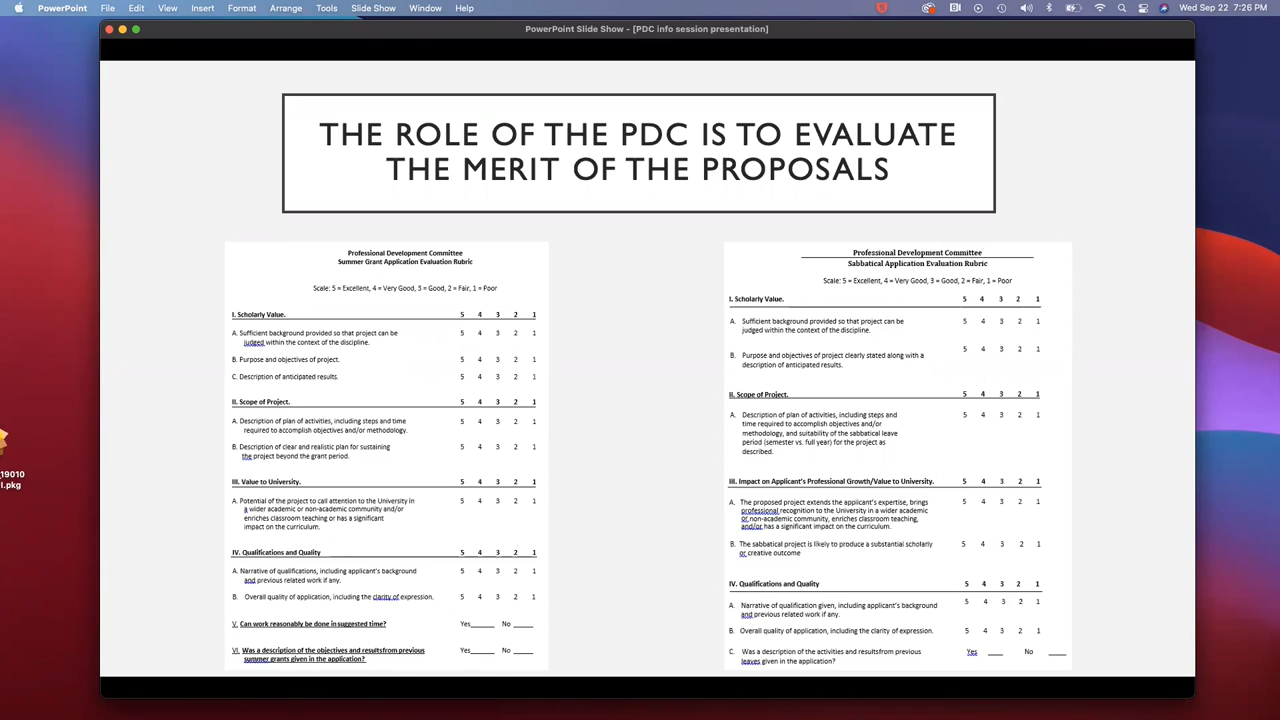 PowerPoint File Edit View Insert Format Arrange Tools Slide Show Window Help Wed Sep 22 7:26 PM
PowerPoint Slide Show - [PDC info session presentation]
THE ROLE OF THE PDC IS TO EVALUATE
THE MERIT OF THE PROPOSALS
Professional Development Committee
Summer Grant Application Evaluation Rubric
Scale: 5 = Excellent, 4 = Very Good, 3 = Good, 2 = Fair, 1 = Poor
I. Scholarly Value. 5 4 3 2 1
A. Sufficient background provided so that project can be 5 4 3 2 1
judged within the context of the discipline.
B. Purpose and objectives of project. 5 4 3 2 1
C. Description of anticipated results. 5 4 3 2 1
II. Scope of Project. 5 4 3 2 1
A. Description of plan of activities, including steps and time 5 4 3 2 1
required to accomplish objectives and/or methodology.
B. Description of clear and realistic plan for sustaining 5 4 3 2 1
the project beyond the grant period.
III. Value to University. 5 4 3 2 1
A. Potential of the project to call attention to the University in 5 4 3 2 1
a wider academic or non-academic community and/or
enriches classroom teaching or has a significant
impact on the curriculum.
IV. Qualifications and Quality 5 4 3 2 1
A. Narrative of qualifications, including applicant's background 5 4 3 2 1
and previous related work if any.
B. Overall quality of application, including the clarity of expression. 5 4 3 2 1
V. Can work reasonably be done in suggested time? Yes______ No _____
VI. Was a description of the objectives and resultsfrom previous Yes______ No _____
summer grants given in the application?
Professional Development Committee
Sabbatical Application Evaluation Rubric
Scale: 5 = Excellent, 4 = Very Good, 3 = Good, 2 = Fair, 1 = Poor
I. Scholarly Value. 5 4 3 2 1
A. Sufficient background provided so that project can be 5 4 3 2 1
judged within the context of the discipline.
5 4 3 2 1
B. Purpose and objectives of project clearly stated along with a
description of anticipated results.
II. Scope of Project. 5 4 3 2 1
A. Description of plan of activities, including steps and 5 4 3 2 1
time required to accomplish objectives and/or
methodology, and suitability of the sabbatical leave
period (semester vs. full year) for the project as
described.
III. Impact on Applicant's Professional Growth/Value to University. 5 4 3 2 1
A. The proposed project extends the applicant's expertise, brings 5 4 3 2 1
professional recognition to the University in a wider academic
or non-academic community, enriches classroom teaching,
and/or has a significant impact on the curriculum.
B. The sabbatical project is likely to produce a substantial scholarly 5 4 3 2 1
or creative outcome
IV. Qualifications and Quality 5 4 3 2 1
A. Narrative of qualification given, including applicant's background 5 4 3 2 1
and previous related work if any.
B. Overall quality of application, including the clarity of expression. 5 4 3 2 1
C. Was a description of the activities and resultsfrom previous Yes ____ No _____
leaves given in the application?
19010
l.pkg